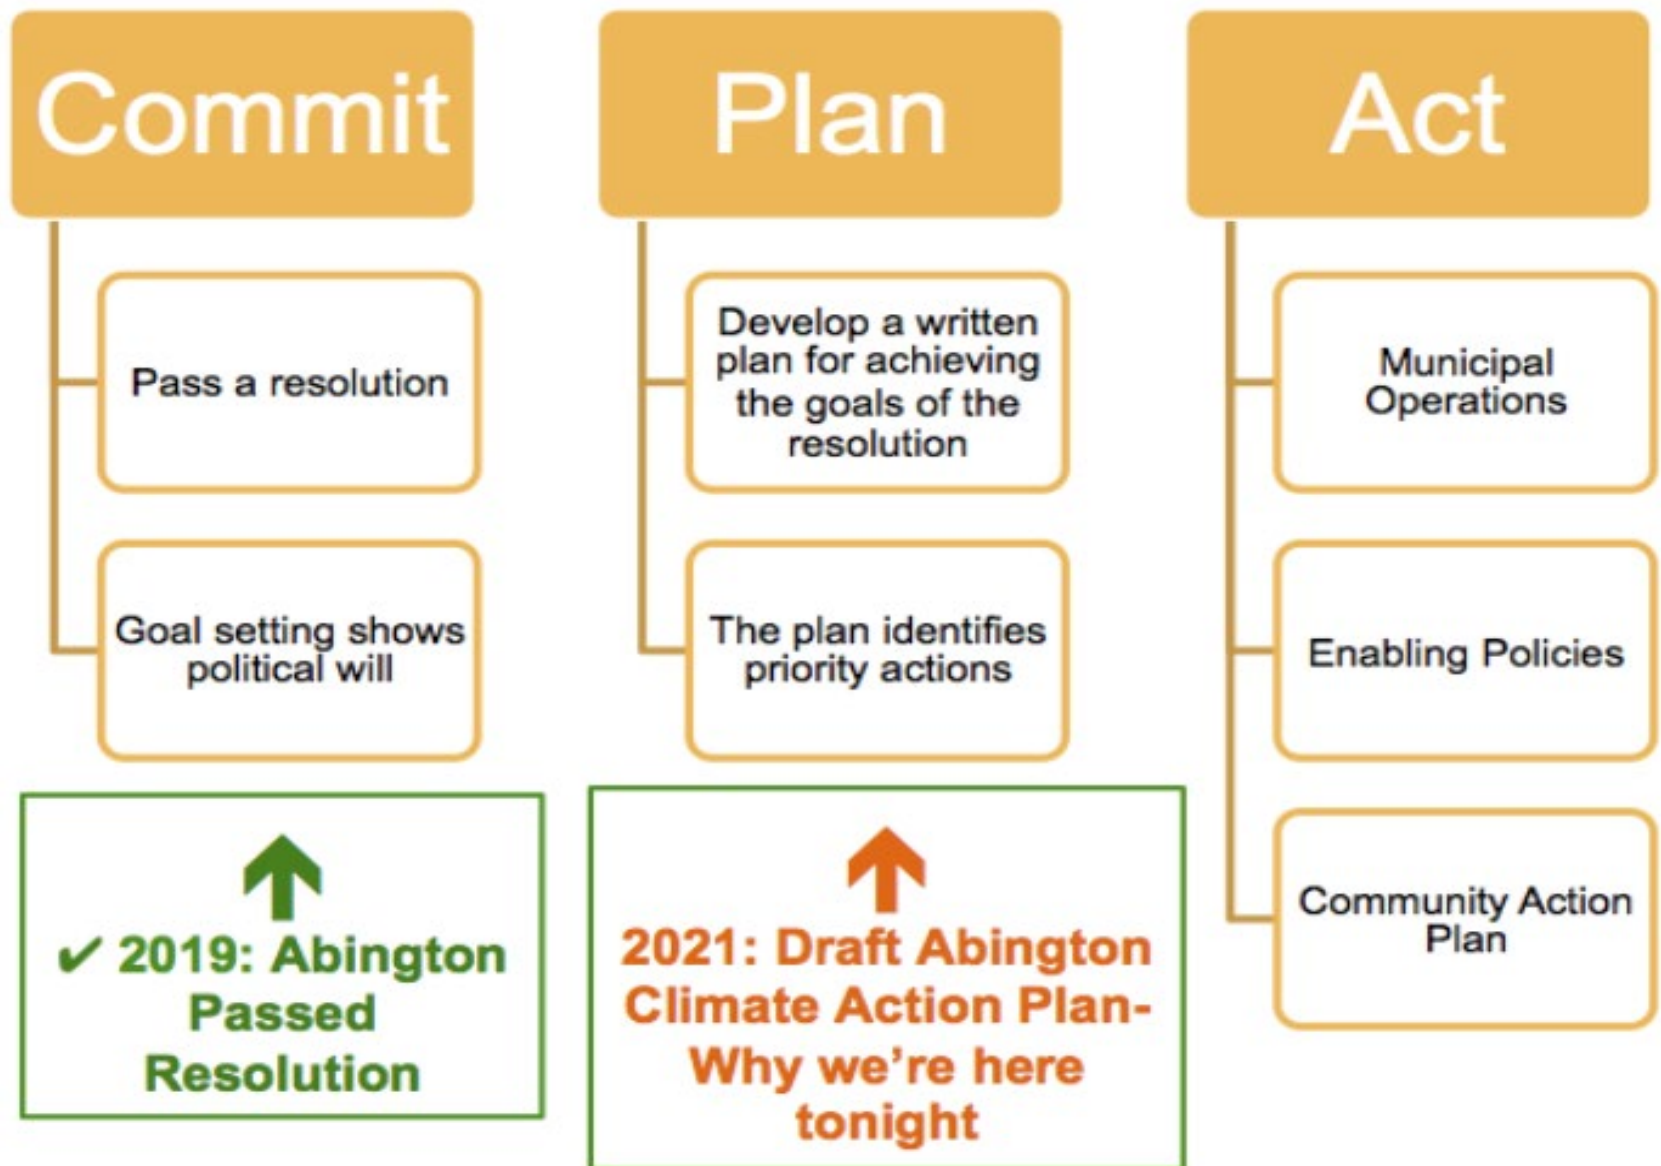 Commit
Pass a resolution
Goal setting shows
political will
✔ 2019: Abington
Passed
Resolution
Plan
Develop a written
plan for achieving
the goals of the
resolution
The plan identifies
priority actions
2021: Draft Abington
Climate Action Plan-
Why we’re here
tonight
Act
Municipal
Operations
Enabling Policies
Community Action
Plan